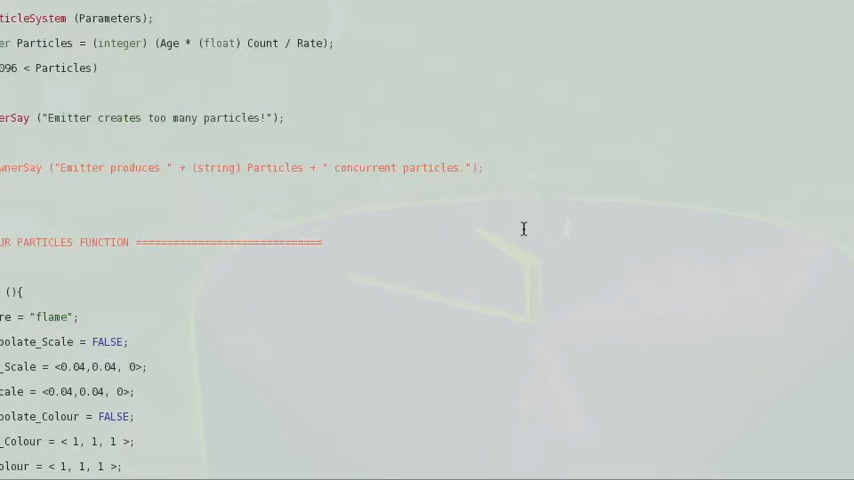 ticleSystem (Parameters);
er Particles = (integer) (Age * (float) Count / Rate);
096 < Particles)
erSay ("Emitter creates too many particles!");
wnerSay ("Emitter produces " + (string) Particles + " concurrent particles.");
UR PARTICLES FUNCTION ==============================
(){
re = "flame";
polate_Scale = FALSE;
_Scale = <0.04,0.04, 0>;
cale = <0.04,0.04, 0>;
polate_Colour = FALSE;
_Colour = < 1, 1, 1 >;
olour = < 1, 1, 1 >;